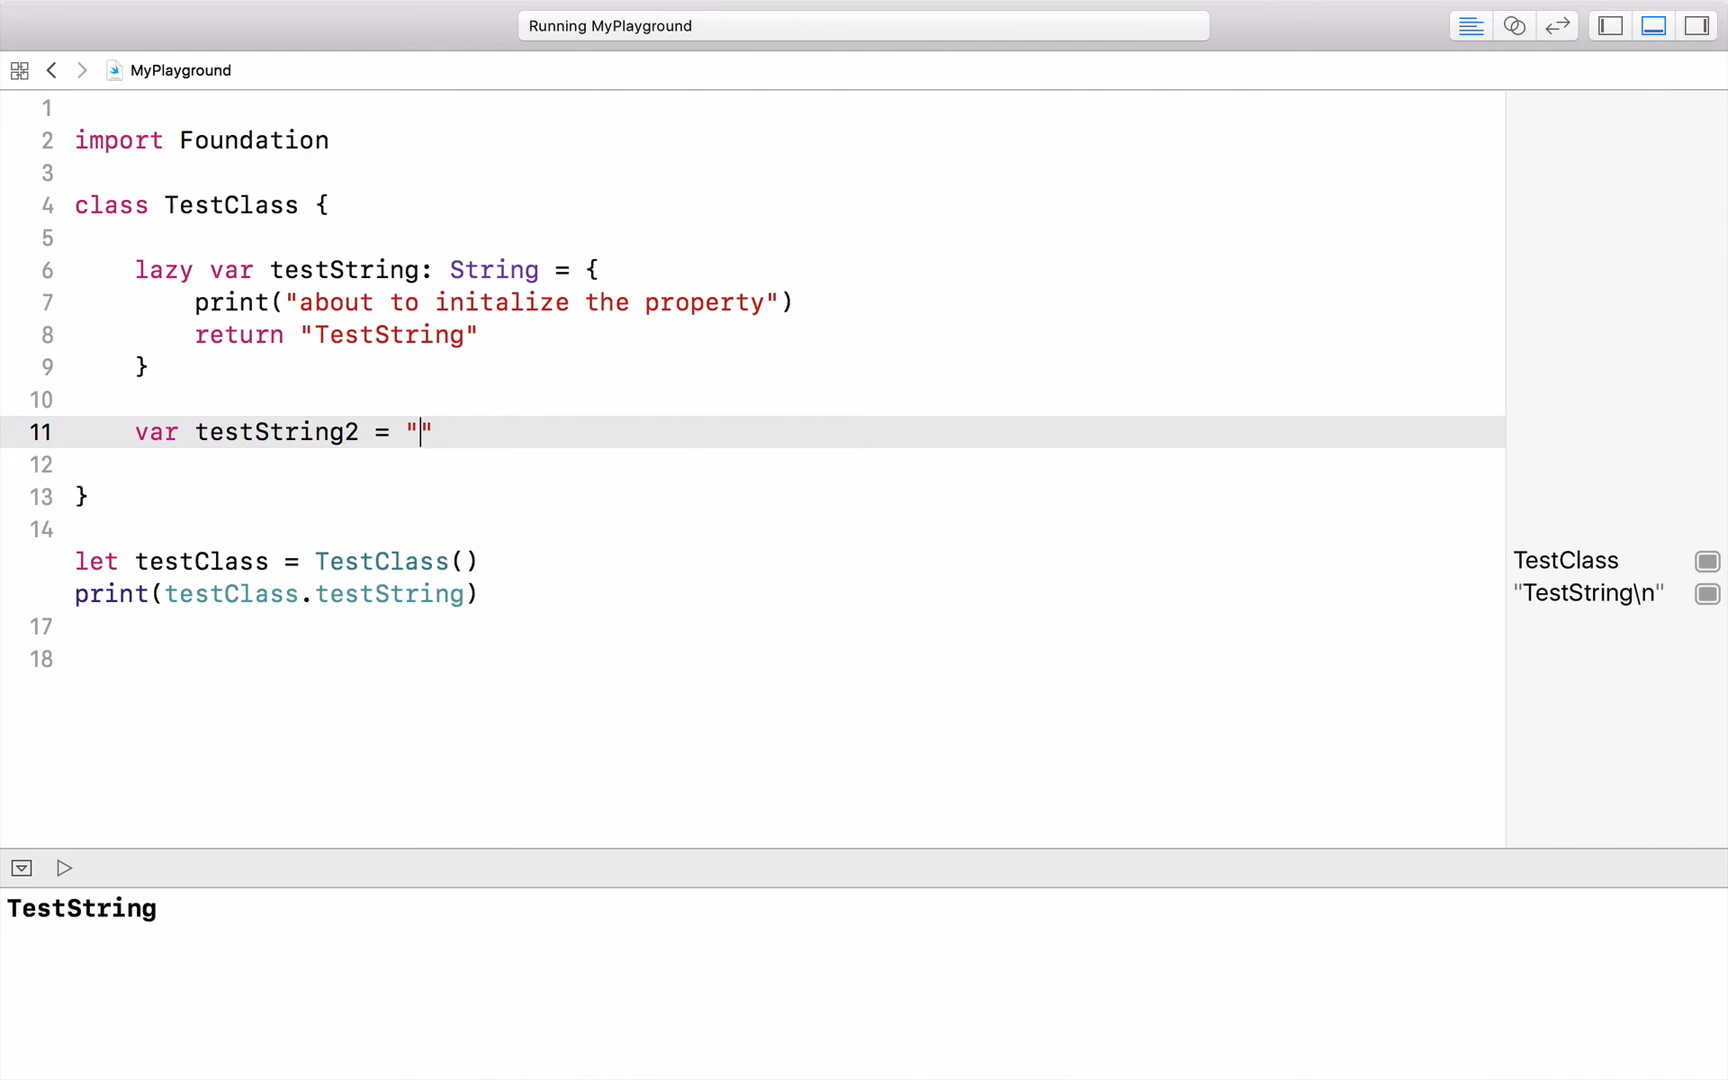 Running MyPlayground
MyPlayground
1
2 import Foundation
3
4 class TestClass {
5
6 lazy var testString: String = {
7 print("about to initalize the property")
8 return "TestString"
9 }
10
11 var testString2 = ""
12
13 }
14
let testClass = TestClass() TestClass
print(testClass.testString) "TestString\n"
17
18
TestString